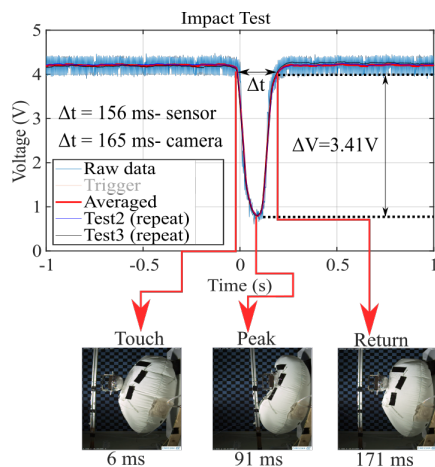 Impact Test
Voltage (V)
5
4
3
2
1
0
Δt
Δt = 156 ms- sensor
Δt = 165 ms- camera
ΔV=3.41V
Raw data
Trigger
Averaged
Test2 (repeat)
Test3 (repeat)
-1 -0.5 0 0.5 1
Time (s)
Touch Peak Return
6 ms 91 ms 171 ms